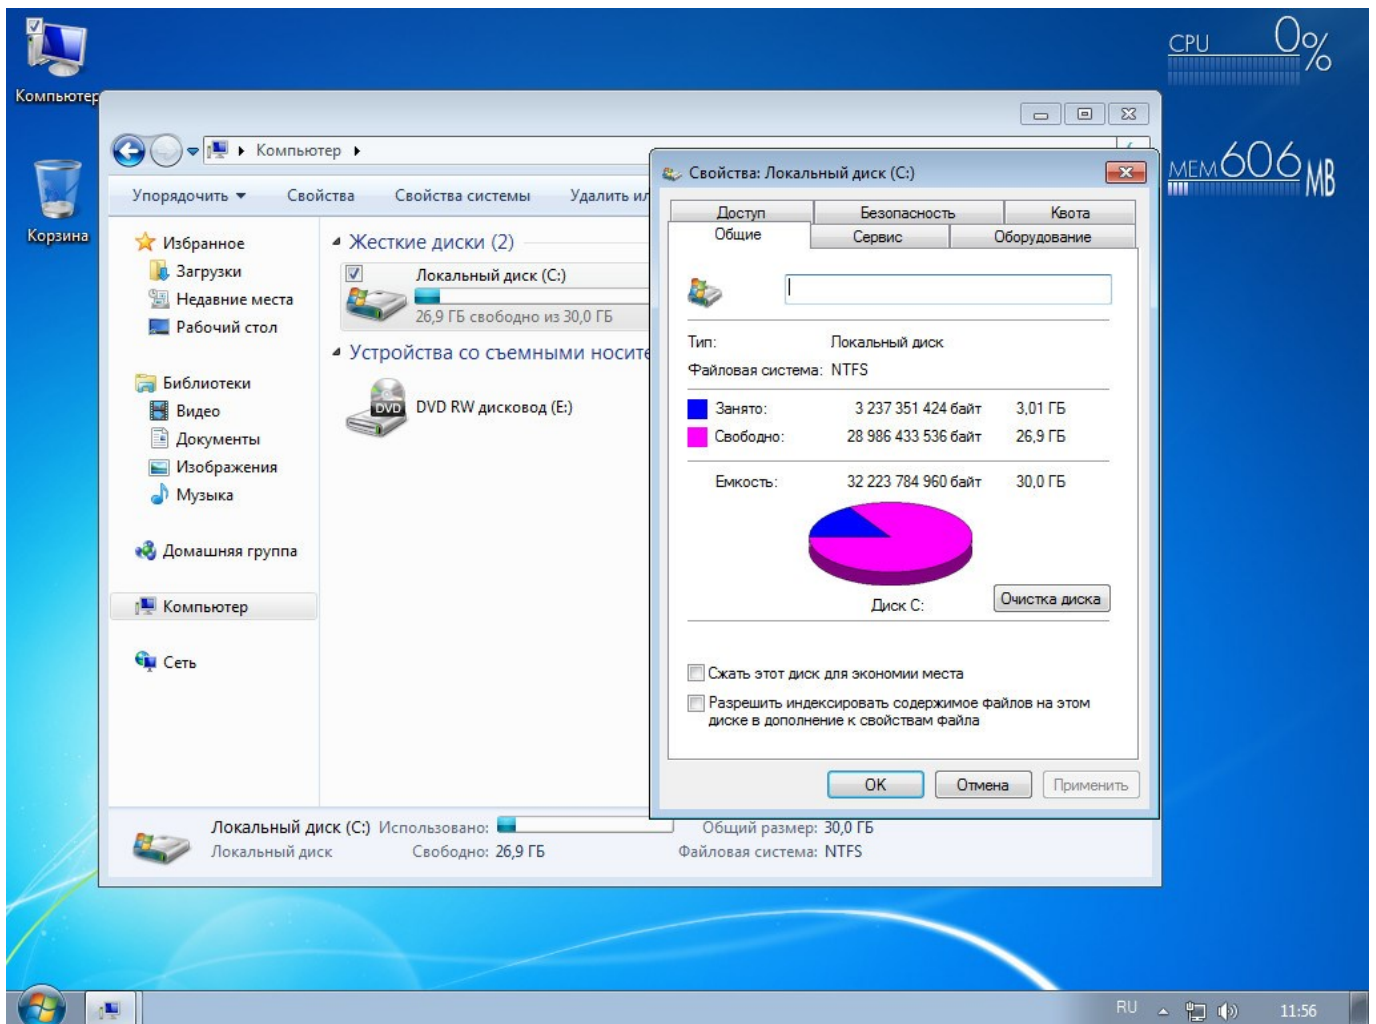 CPU 0%
Компьютер
MEM 606 MB
Корзина
Компьютер
Упорядочить
Свойства
Свойства системы
Удалить ил
Избранное
Загрузки
Недавние места
Рабочий стол
Библиотеки
Видео
Документы
Изображения
Музыка
Домашняя группа
Компьютер
Сеть
Жесткие диски (2)
Локальный диск (C:)
26,9 ГБ свободно из 30,0 ГБ
Устройства со съемными носите
DVD
DVD RW дисковод (E:)
Свойства: Локальный диск (C:)
Доступ
Безопасность
Квота
Общие
Сервис
Оборудование
Тип: Локальный диск
Файловая система: NTFS
Занято: 3 237 351 424 байт 3,01 ГБ
Свободно: 28 986 433 536 байт 26,9 ГБ
Емкость: 32 223 784 960 байт 30,0 ГБ
Диск C:
Очистка диска
Сжать этот диск для экономии места
Разрешить индексировать содержимое файлов на этом
диске в дополнение к свойствам файла
OK
Отмена
Применить
Локальный диск (C:) Использовано: Общий размер: 30,0 ГБ
Локальный диск Свободно: 26,9 ГБ Файловая система: NTFS
RU
11:56